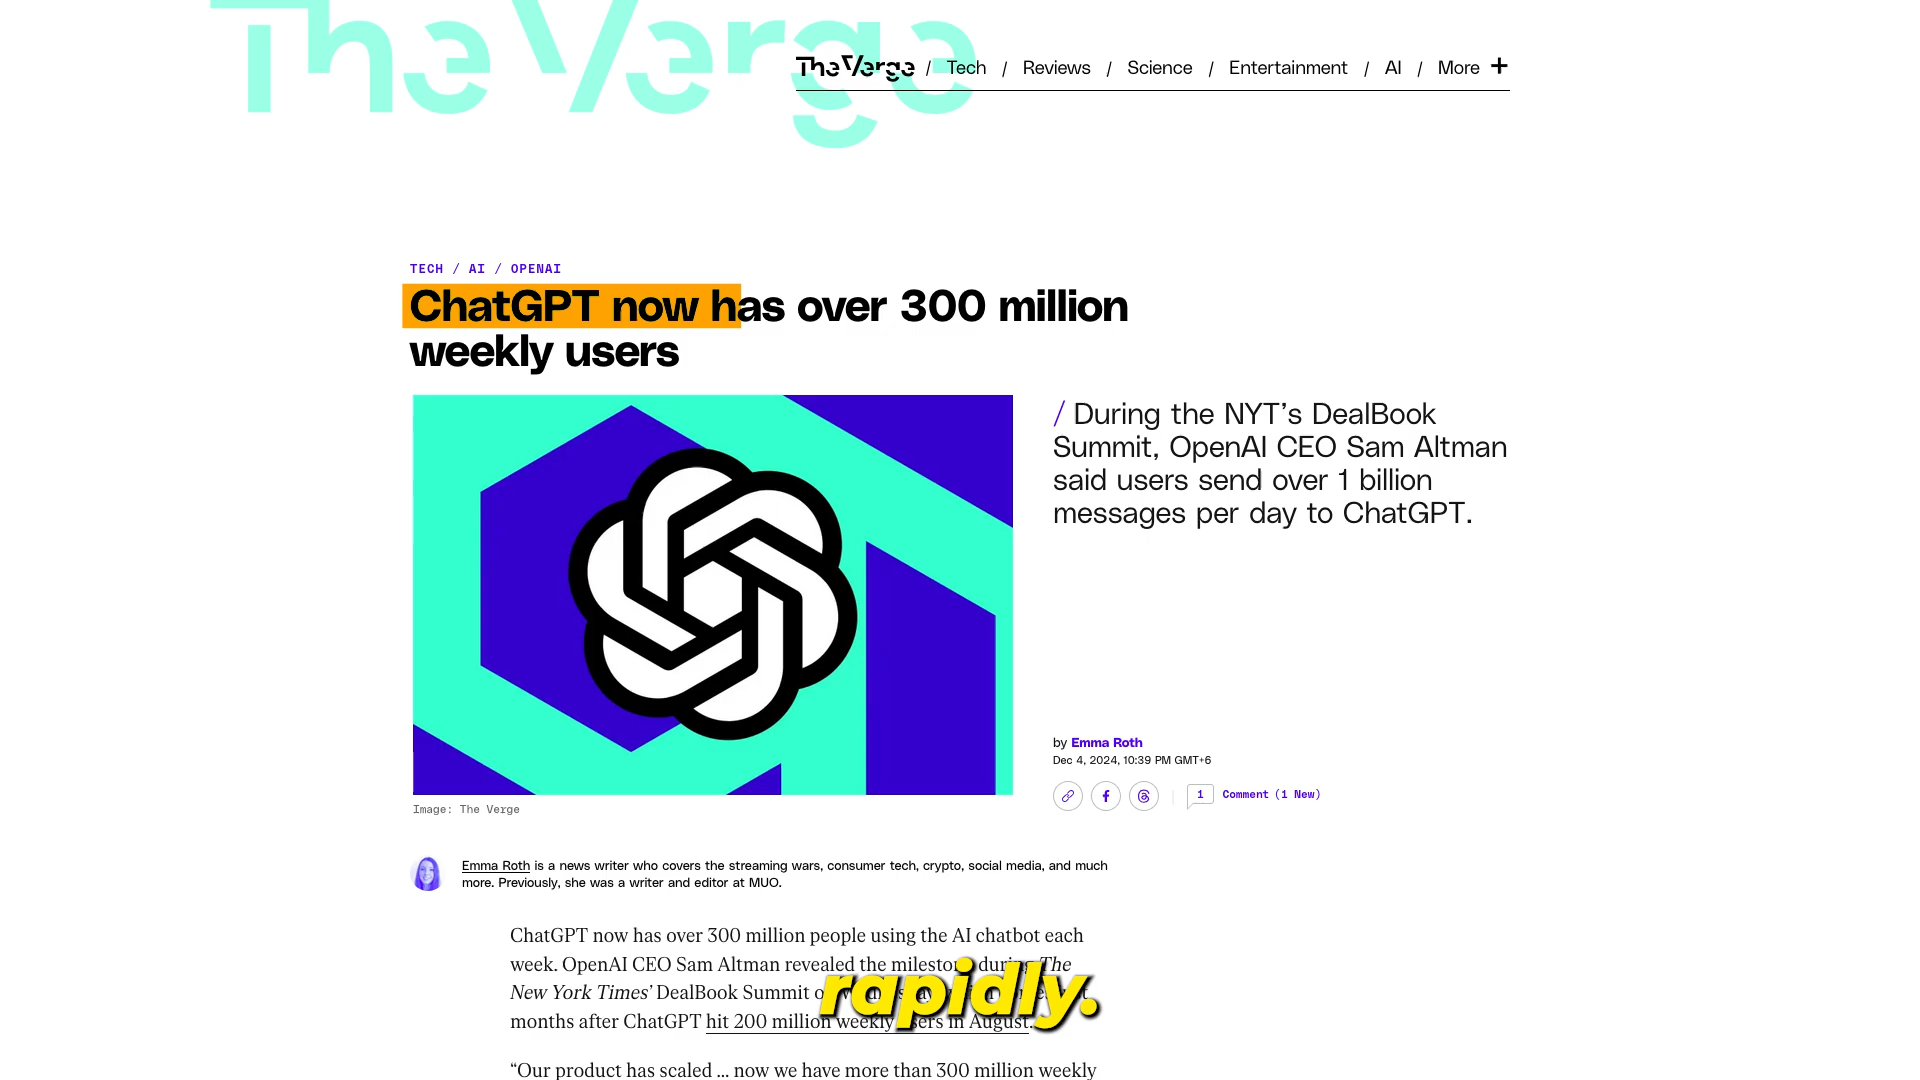 The Verge
The Verge / Tech / Reviews / Science / Entertainment / AI / More +
TECH / AI / OPENAI
ChatGPT now has over 300 million
weekly users
/ During the NYT’s DealBook
Summit, OpenAI CEO Sam Altman
said users send over 1 billion
messages per day to ChatGPT.
by Emma Roth
Dec 4, 2024, 10:39 PM GMT+6
1 Comment (1 New)
Image: The Verge
Emma Roth is a news writer who covers the streaming wars, consumer tech, crypto, social media, and much
more. Previously, she was a writer and editor at MUO.
ChatGPT now has over 300 million people using the AI chatbot each
week. OpenAI CEO Sam Altman revealed the milestone during The
New York Times’ DealBook Summit
months after ChatGPT hit 200 million weekly users in August.
rapidly.
“Our product has scaled ... now we have more than 300 million weekly